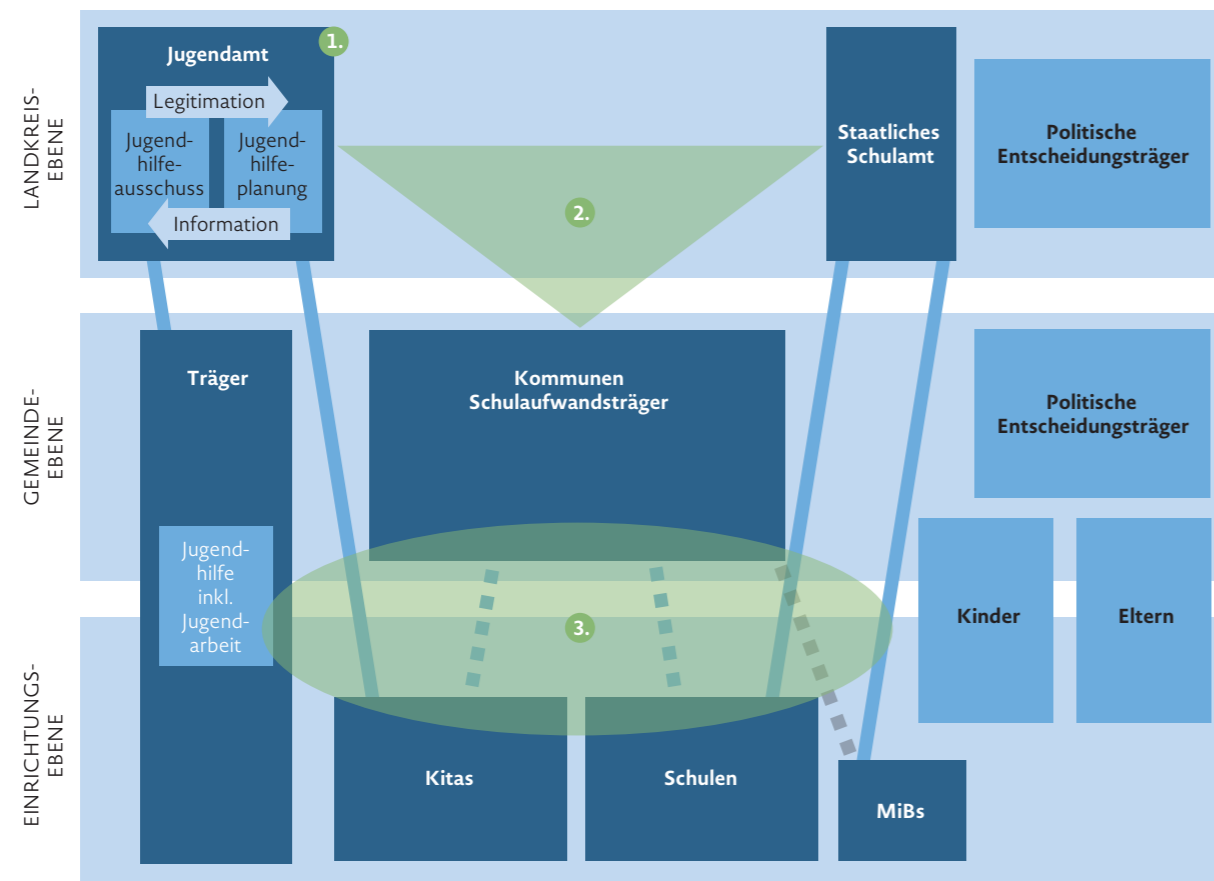 LANDKREIS-
EBENE
Jugendamt
1.
Legitimation
Jugend-
hilfe-
ausschuss
Jugend-
hilfe-
planung
Information
2.
Staatliches
Schulamt
Politische
Entscheidungsträger
GEMEINDE-
EBENE
Träger
Kommunen
Schulaufwandsträger
Politische
Entscheidungsträger
Jugend-
hilfe
inkl.
Jugend-
arbeit
3.
Kinder
Eltern
EINRICHTUNGS-
EBENE
Kitas
Schulen
MiBs